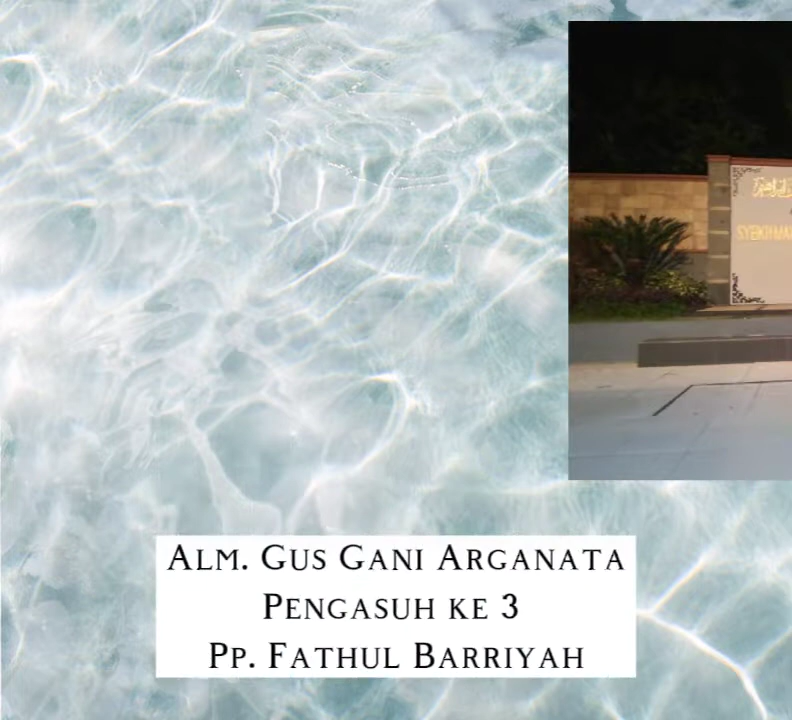 ALM. GUS GANI ARGANATA
PENGASUH KE 3
PP. FATHUL BARRIYAH